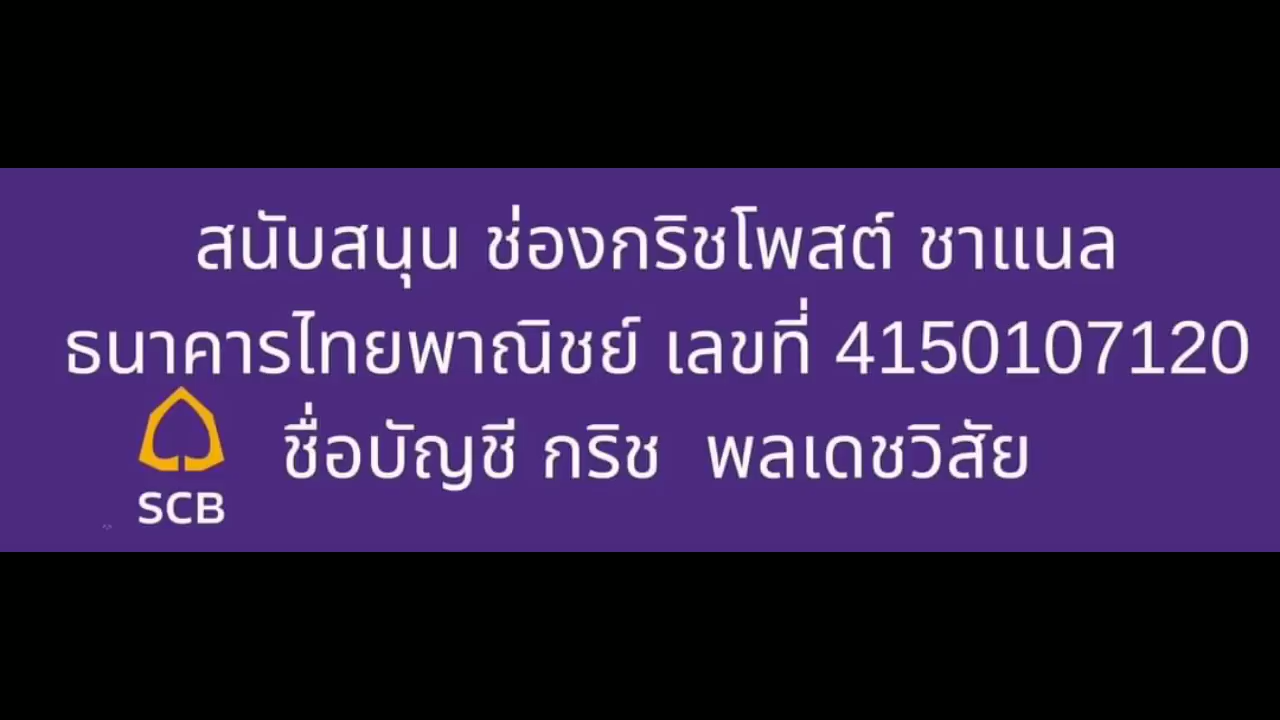 สนับสนุน ช่องกริชโพสต์ ชาแนล
ธนาคารไทยพาณิชย์ เลขที่ 4150107120
ชื่อบัญชี กริช  พลเดชวิสัย
SCB